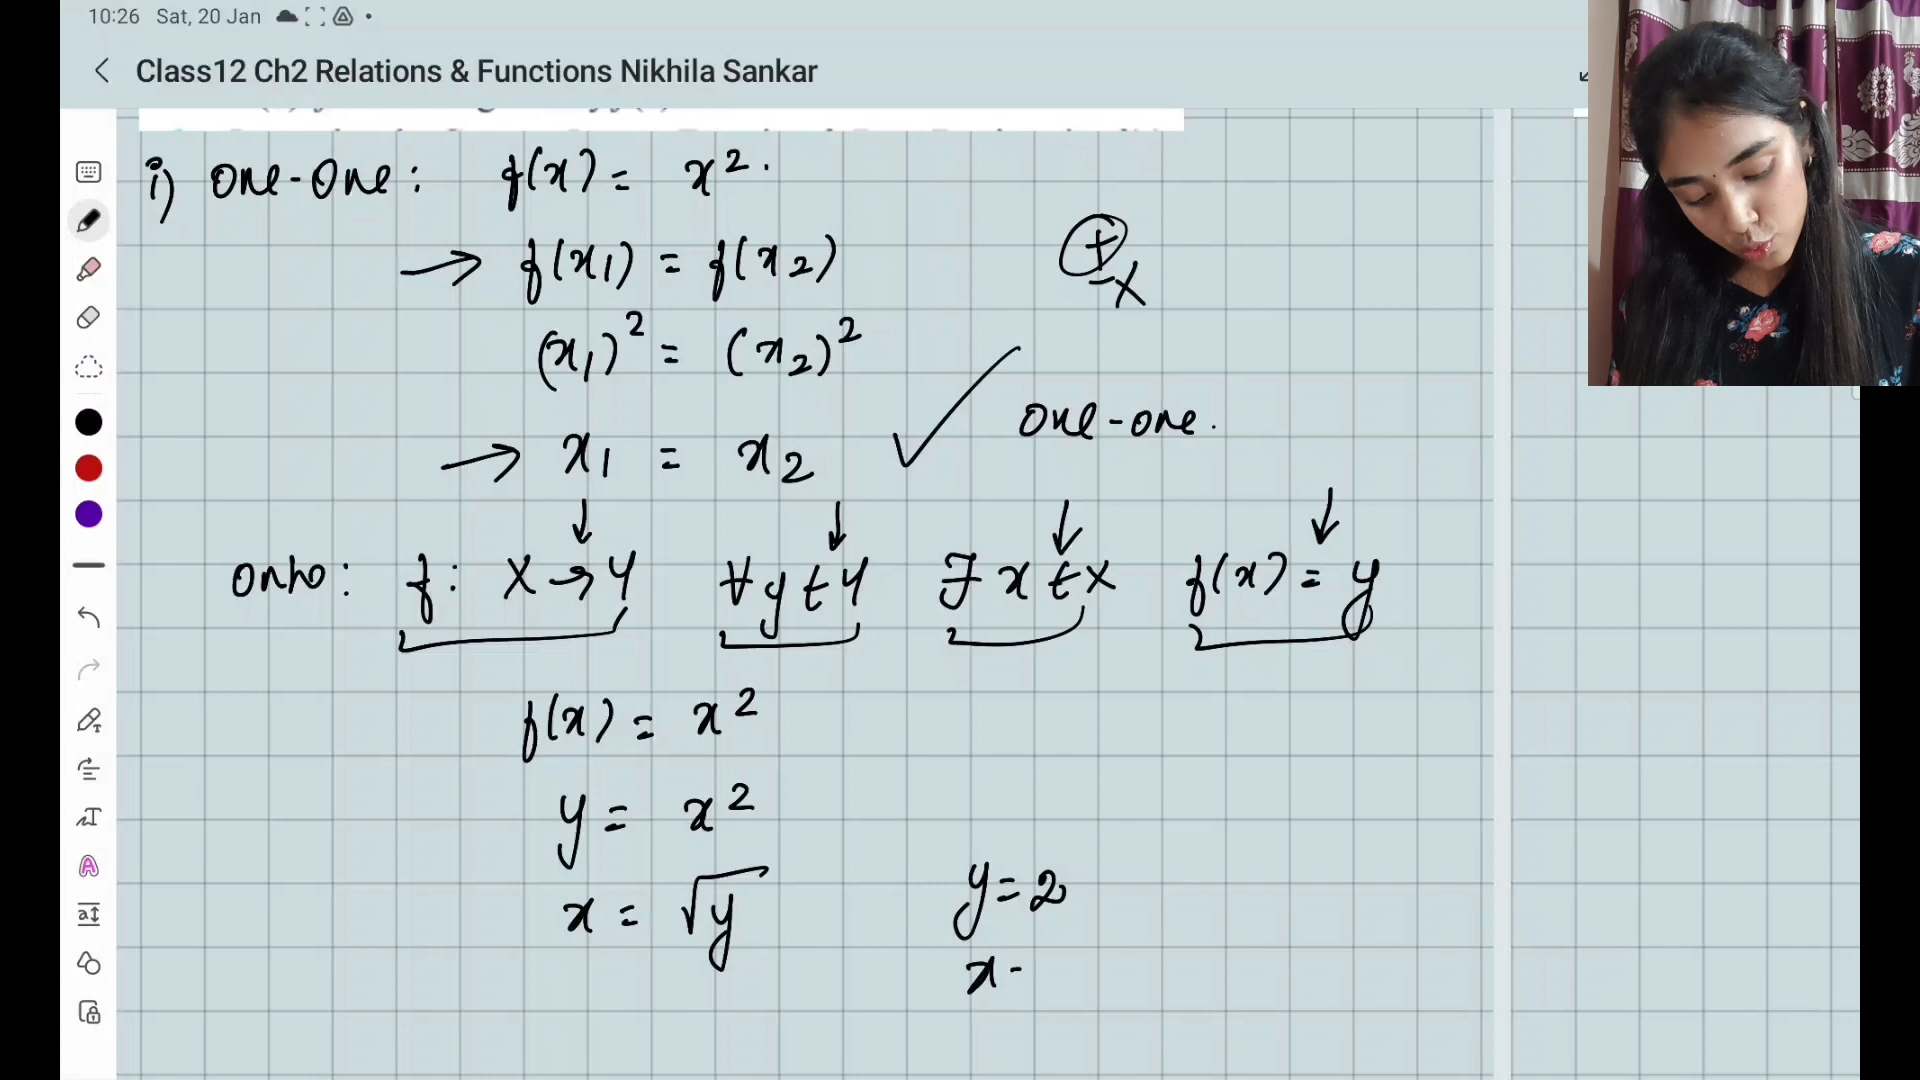 10:26 Sat, 20 Jan
Class12 Ch2 Relations & Functions Nikhila Sankar
i) one-one: f(x) = x².
→ f(x₁) = f(x₂)
+
- x
(x₁)² = (x₂)²
one-one.
→ x₁ = x₂ ✓
onto: f: X → Y ∀ y ∈ Y ∃ x ∈ X f(x) = y
f(x) = x²
y = x²
x = √y
y = 2
x -